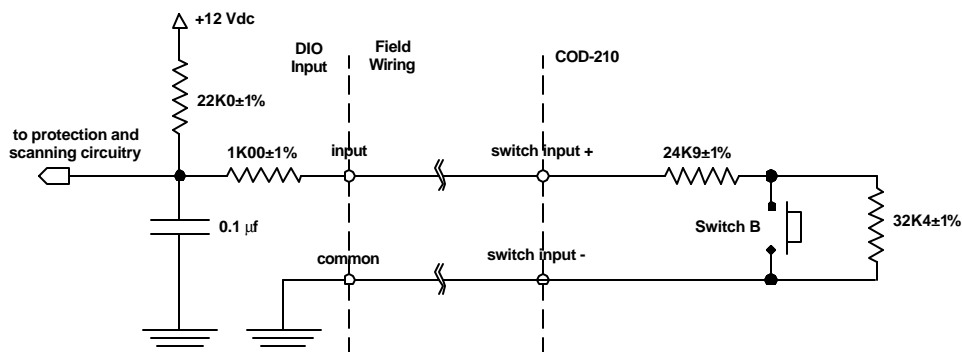 +12 Vdc
DIO
Input
Field
Wiring
COD-210
22K0±1%
to protection and
scanning circuitry
1K00±1%
input
switch input +
24K9±1%
0.1 µf
Switch B
32K4±1%
common
switch input -